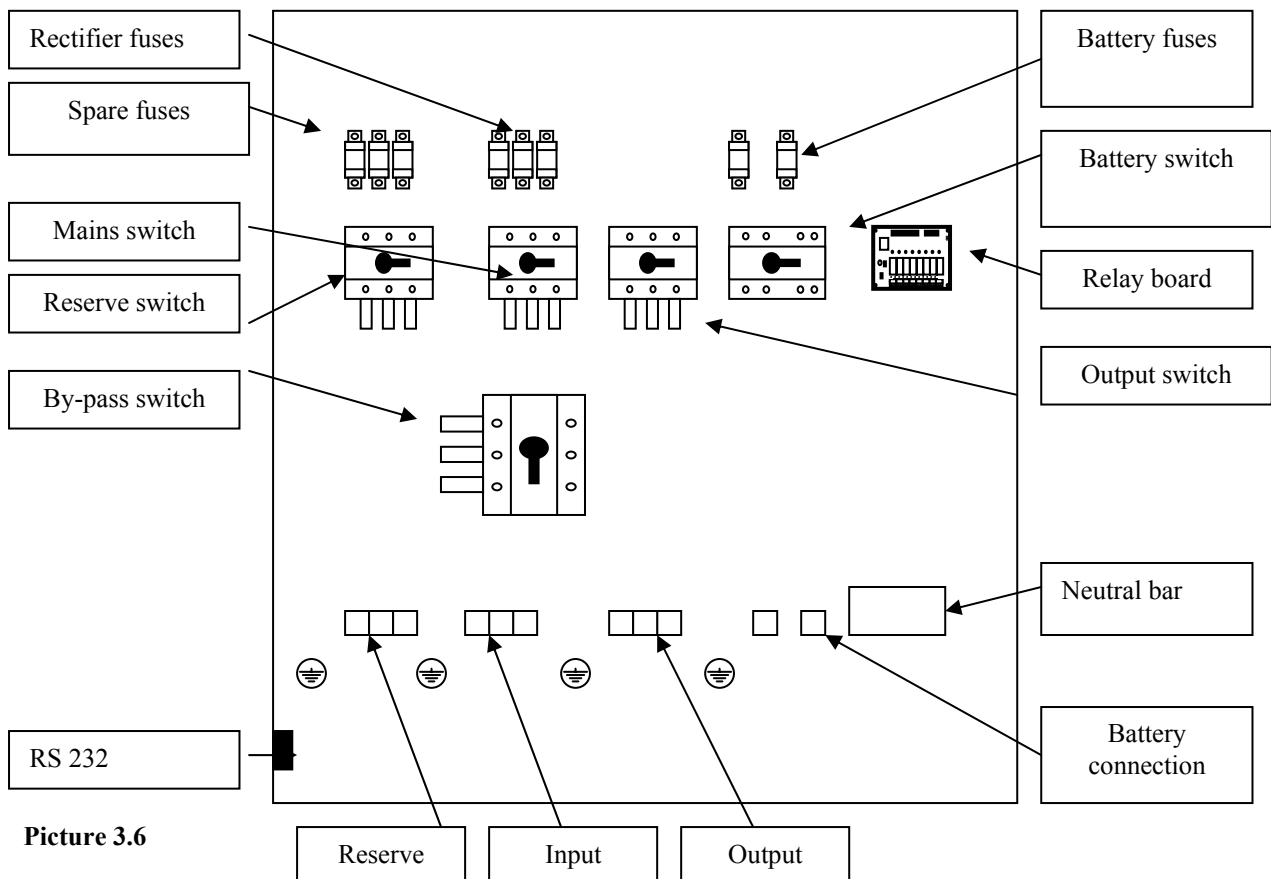 Rectifier fuses
Battery fuses
Spare fuses
Battery switch
Mains switch
Relay board
Reserve switch
Output switch
By-pass switch
Neutral bar
RS 232
Battery
connection
Picture 3.6
Reserve
Input
Output